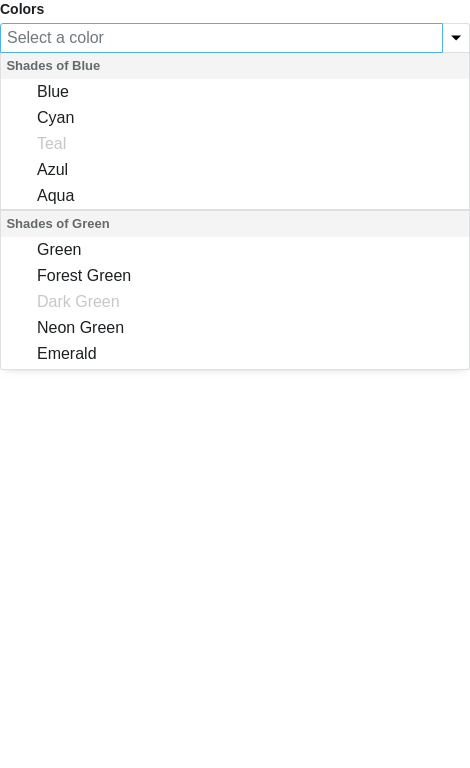 Colors
Select a color
Shades of Blue
Blue
Cyan
Teal
Azul
Aqua
Shades of Green
Green
Forest Green
Dark Green
Neon Green
Emerald